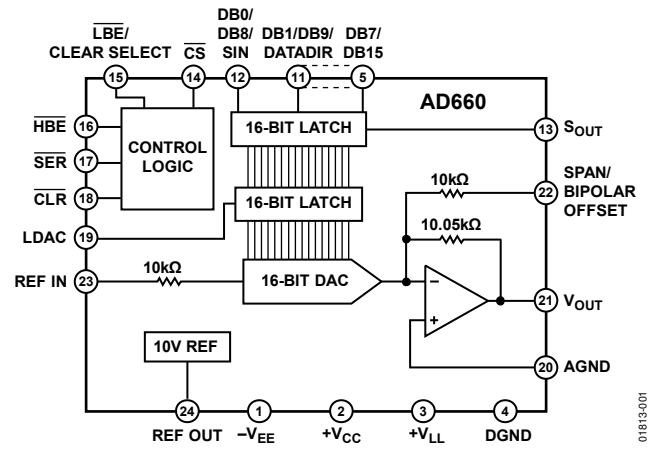 DB0/
DB8/
SIN
DB1/DB9/
DATADIR
DB7/
DB15
LBE/
CLEAR SELECT
CS
15
14
12
11
5
AD660
HBE
16
SER
17
CLR
18
LDAC
19
REF IN
23
CONTROL
LOGIC
16-BIT LATCH
16-BIT LATCH
10kΩ
16-BIT DAC
10kΩ
10.05kΩ
–
+
13
SOUT
22
SPAN/
BIPOLAR
OFFSET
21
VOUT
20
AGND
10V REF
24
1
2
3
4
REF OUT
–VEE
+VCC
+VLL
DGND
01813-001